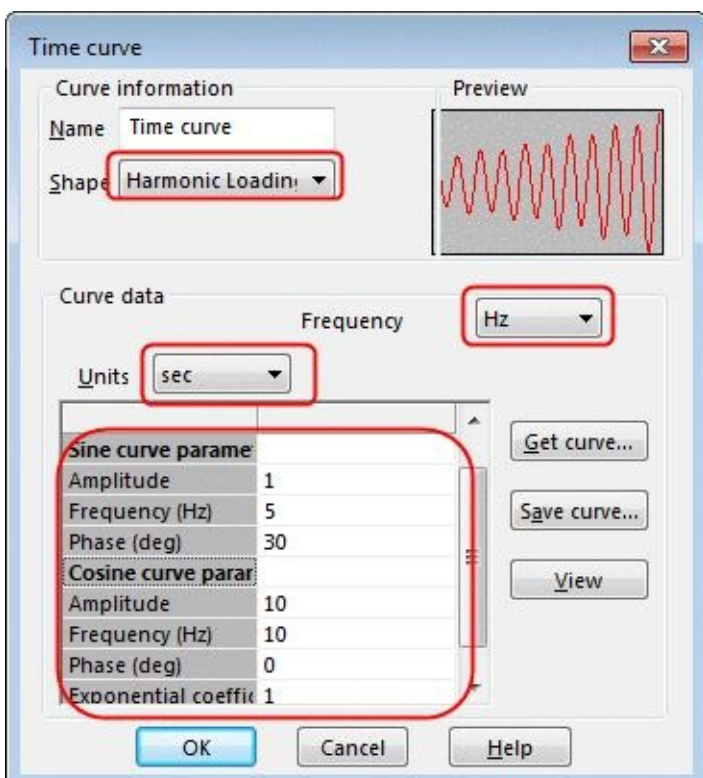 Time curve
Curve information
Preview
Name Time curve
Shape Harmonic Loading
Curve data
Frequency Hz
Units sec
Sine curve parame
Amplitude 1
Frequency (Hz) 5
Phase (deg) 30
Cosine curve parar
Amplitude 10
Frequency (Hz) 10
Phase (deg) 0
Exponential coeffic 1
Get curve...
Save curve...
View
OK Cancel Help